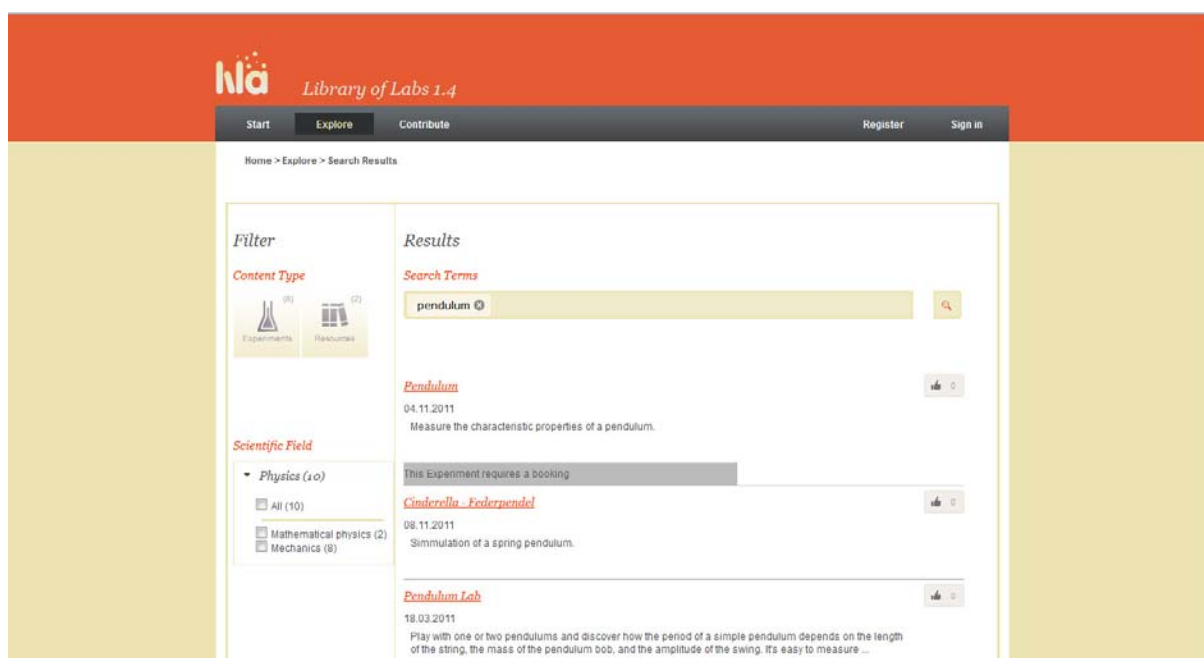 lila
Library of Labs 1.4
Start Explore Contribute Register Sign in
Home > Explore > Search Results
Filter
Content Type
(8) (2)
Experiments Resources
Scientific Field
Physics (10)
All (10)
Mathematical physics (2)
Mechanics (8)
Results
Search Terms
pendulum
Pendulum
0
04.11.2011
Measure the characteristic properties of a pendulum.
This Experiment requires a booking
Cinderella - Federpendel
0
08.11.2011
Simmulation of a spring pendulum.
Pendulum Lab
0
18.03.2011
Play with one or two pendulums and discover how the period of a simple pendulum depends on the length
of the string, the mass of the pendulum bob, and the amplitude of the swing. It's easy to measure ...